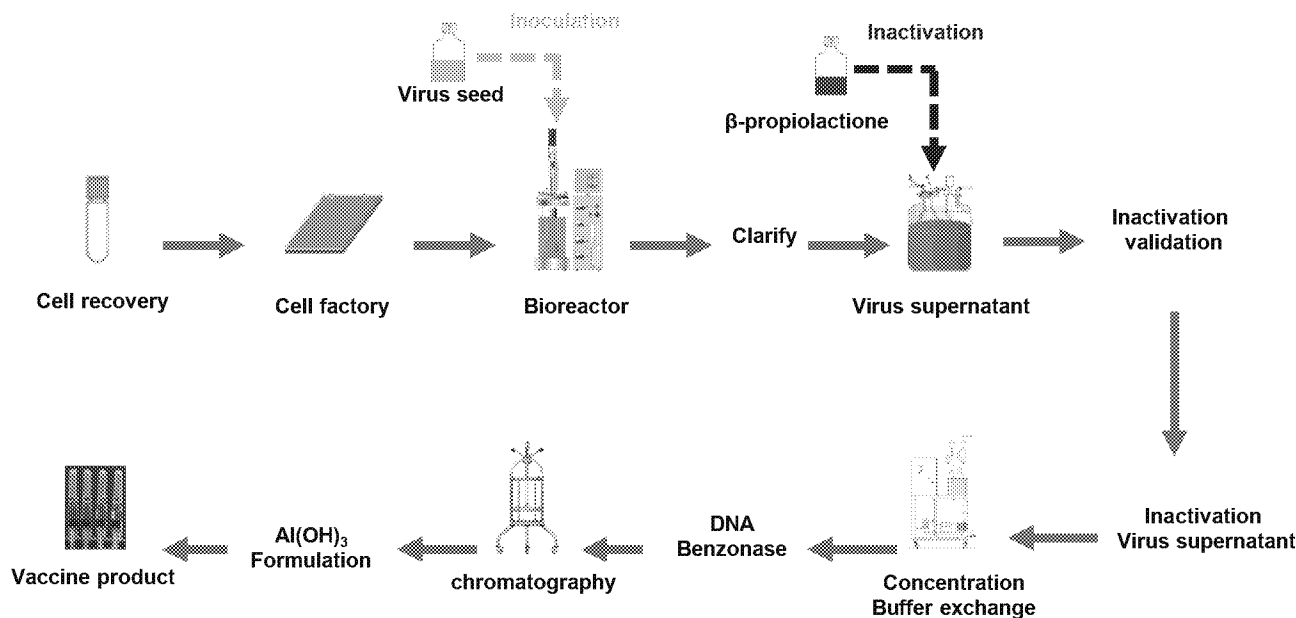 Inoculation
Inactivation
Virus seed
β-propiolactione
Clarify
Inactivation
validation
Cell recovery
Cell factory
Bioreactor
Virus supernatant
Vaccine product
Al(OH)₃
Formulation
chromatography
DNA
Benzonase
Concentration
Buffer exchange
Inactivation
Virus supernatant